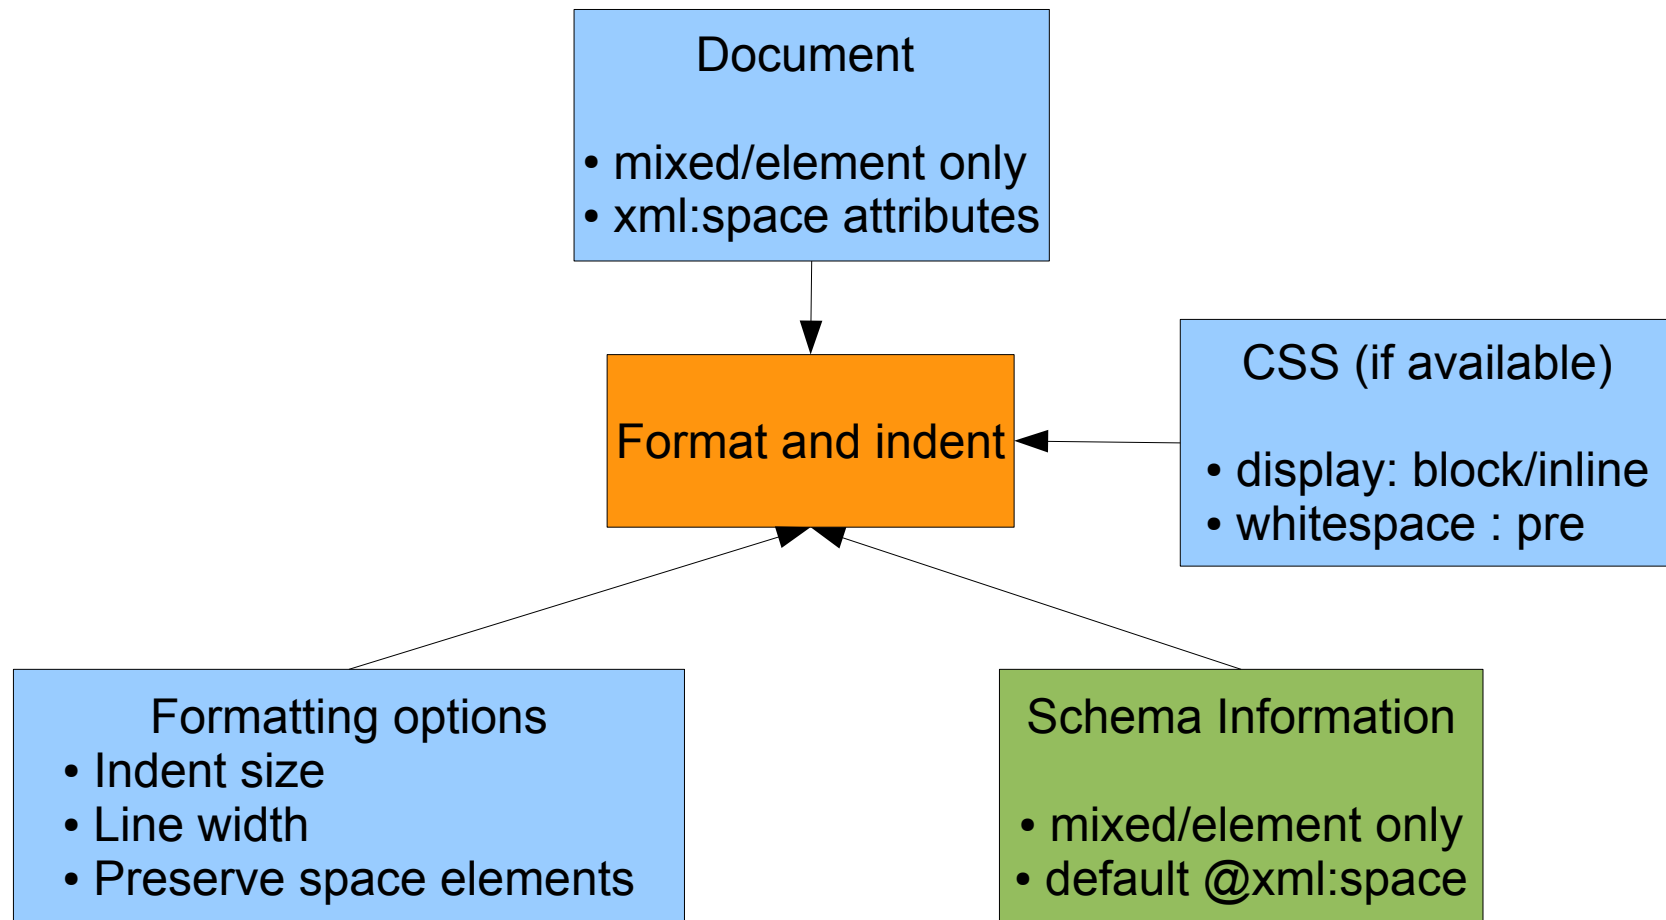 Document
• mixed/element only
• xml:space attributes
CSS (if available)
• display: block/inline
• whitespace : pre
Format and indent
Formatting options
• Indent size
• Line width
• Preserve space elements
Schema Information
• mixed/element only
• default @xml:space